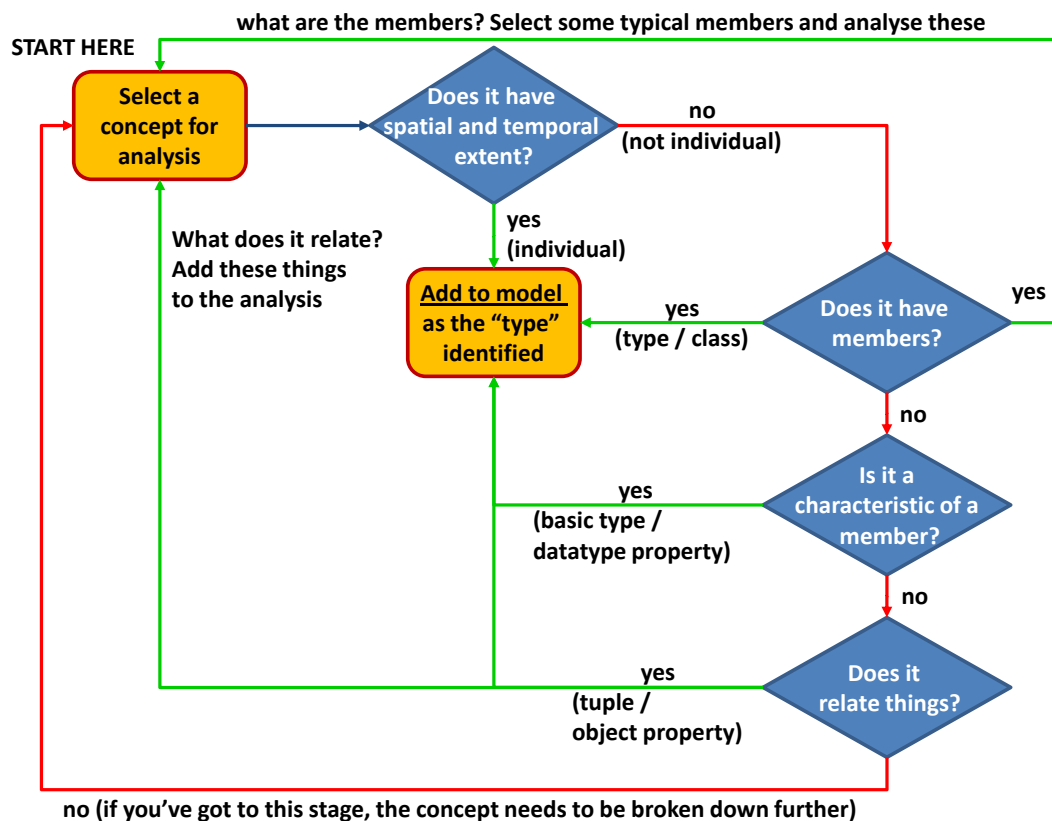 what are the members? Select some typical members and analyse these
START HERE
Select a
concept for
analysis
Does it have
spatial and temporal
extent?
no
(not individual)
yes
(individual)
What does it relate?
Add these things
to the analysis
Add to model
as the “type”
identified
yes
(type / class)
Does it have
members?
yes
no
Is it a
characteristic of a
member?
yes
(basic type /
datatype property)
no
Does it
relate things?
yes
(tuple /
object property)
no (if you’ve got to this stage, the concept needs to be broken down further)